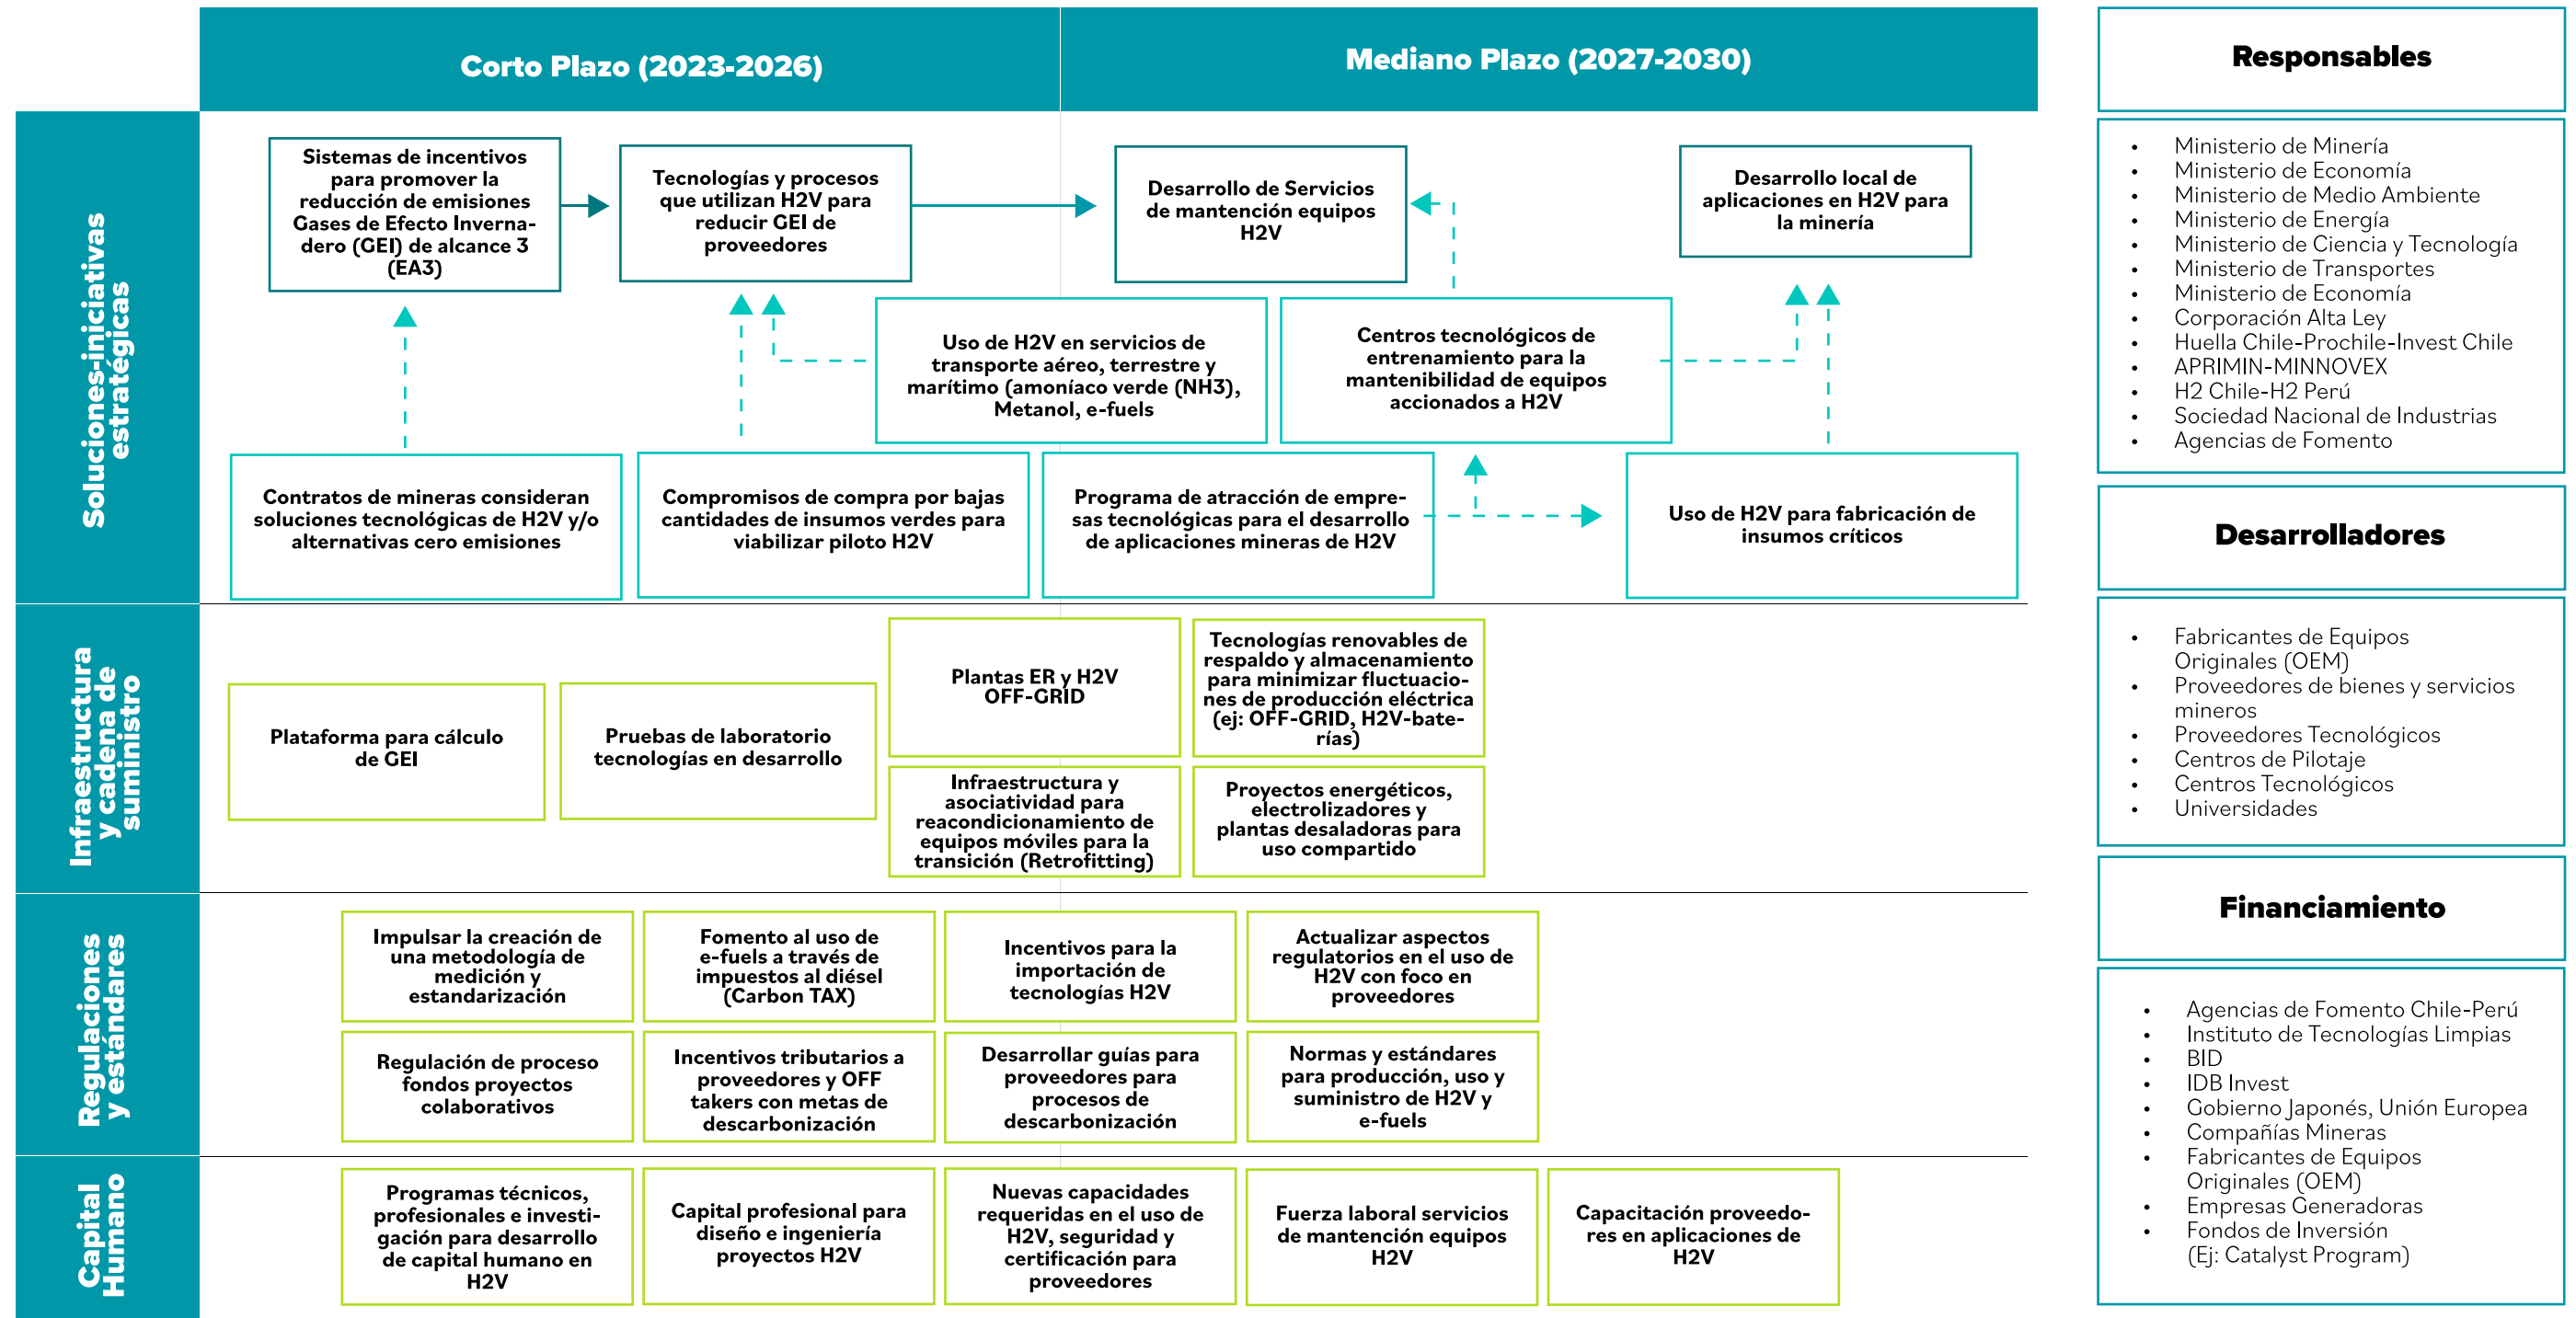 Corto Plazo (2023-2026)
Mediano Plazo (2027-2030)
Soluciones-iniciativas
estratégicas
Sistemas de incentivos
para promover la
reducción de emisiones
Gases de Efecto Inverna-
dero (GEI) de alcance 3
(EA3)
Tecnologías y procesos
que utilizan H2V para
reducir GEI de
proveedores
Desarrollo de Servicios
de mantención equipos
H2V
Desarrollo local de
aplicaciones en H2V para
la minería
Uso de H2V en servicios de
transporte aéreo, terrestre y
marítimo (amoníaco verde (NH3),
Metanol, e-fuels
Centros tecnológicos de
entrenamiento para la
mantenibilidad de equipos
accionados a H2V
Contratos de mineras consideran
soluciones tecnológicas de H2V y/o
alternativas cero emisiones
Compromisos de compra por bajas
cantidades de insumos verdes para
viabilizar piloto H2V
Programa de atracción de empre-
sas tecnológicas para el desarrollo
de aplicaciones mineras de H2V
Uso de H2V para fabricación de
insumos críticos
Infraestructura
y cadena de
suministro
Plataforma para cálculo
de GEI
Pruebas de laboratorio
tecnologías en desarrollo
Plantas ER y H2V
OFF-GRID
Tecnologías renovables de
respaldo y almacenamiento
para minimizar fluctuacio-
nes de producción eléctrica
(ej: OFF-GRID, H2V-bate-
rías)
Infraestructura y
asociatividad para
reacondicionamiento de
equipos móviles para la
transición (Retrofitting)
Proyectos energéticos,
electrolizadores y
plantas desaladoras para
uso compartido
Regulaciones
y estándares
Impulsar la creación de
una metodología de
medición y
estandarización
Fomento al uso de
e-fuels a través de
impuestos al diésel
(Carbon TAX)
Incentivos para la
importación de
tecnologías H2V
Actualizar aspectos
regulatorios en el uso de
H2V con foco en
proveedores
Regulación de proceso
fondos proyectos
colaborativos
Incentivos tributarios a
proveedores y OFF
takers con metas de
descarbonización
Desarrollar guías para
proveedores para
procesos de
descarbonización
Normas y estándares
para producción, uso y
suministro de H2V y
e-fuels
Capital
Humano
Programas técnicos,
profesionales e investi-
gación para desarrollo
de capital humano en
H2V
Capital profesional para
diseño e ingeniería
proyectos H2V
Nuevas capacidades
requeridas en el uso de
H2V, seguridad y
certificación para
proveedores
Fuerza laboral servicios
de mantención equipos
H2V
Capacitación proveedo-
res en aplicaciones de
H2V
Responsables
• Ministerio de Minería
• Ministerio de Economía
• Ministerio de Medio Ambiente
• Ministerio de Energía
• Ministerio de Ciencia y Tecnología
• Ministerio de Transportes
• Ministerio de Economía
• Corporación Alta Ley
• Huella Chile-Prochile-Invest Chile
• APRIMIN-MINNOVEX
• H2 Chile-H2 Perú
• Sociedad Nacional de Industrias
• Agencias de Fomento
Desarrolladores
• Fabricantes de Equipos
Originales (OEM)
• Proveedores de bienes y servicios
mineros
• Proveedores Tecnológicos
• Centros de Pilotaje
• Centros Tecnológicos
• Universidades
Financiamiento
• Agencias de Fomento Chile-Perú
• Instituto de Tecnologías Limpias
• BID
• IDB Invest
• Gobierno Japonés, Unión Europea
• Compañías Mineras
• Fabricantes de Equipos
Originales (OEM)
• Empresas Generadoras
• Fondos de Inversión
(Ej: Catalyst Program)